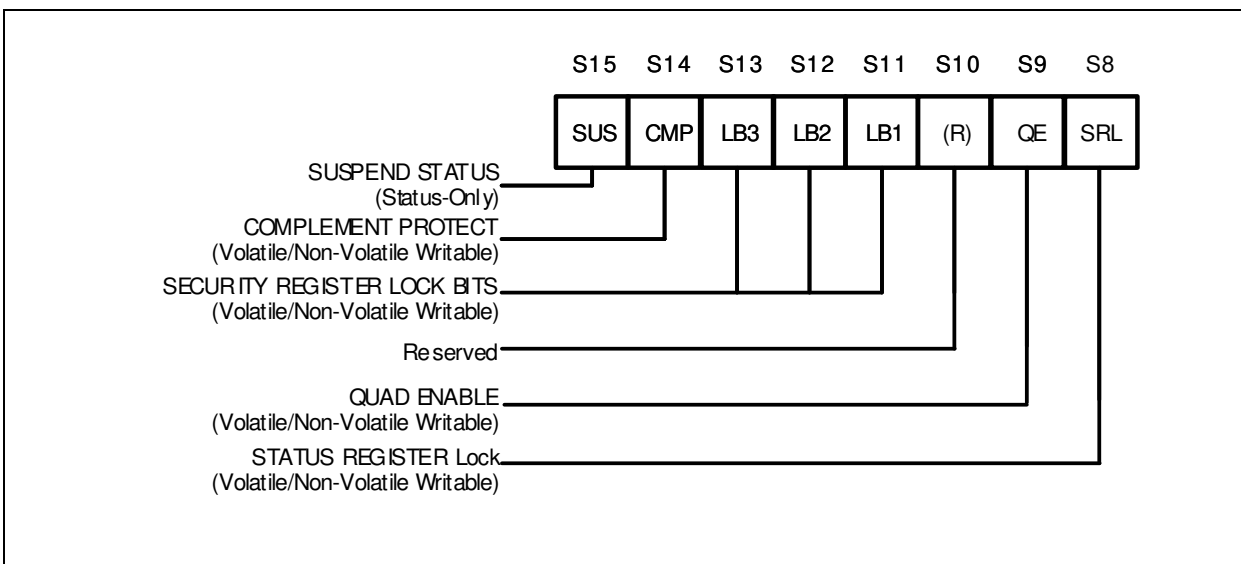 S15 S14 S13 S12 S11 S10 S9 S8
SUS CMP LB3 LB2 LB1 (R) QE SRL
SUSPEND STATUS
(Status-Only)
COMPLEMENT PROTECT
(Volatile/Non-Volatile Writable)
SECURITY REGISTER LOCK BITS
(Volatile/Non-Volatile Writable)
Reserved
QUAD ENABLE
(Volatile/Non-Volatile Writable)
STATUS REGISTER Lock
(Volatile/Non-Volatile Writable)